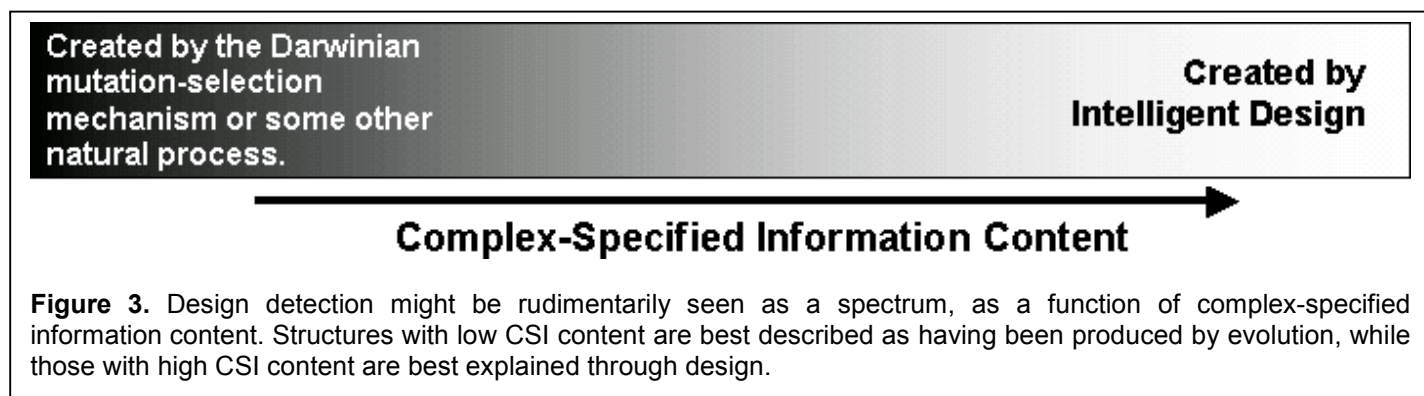 Created by the Darwinian
mutation-selection
mechanism or some other
natural process.
Created by
Intelligent Design
Complex-Specified Information Content
Figure 3. Design detection might be rudimentarily seen as a spectrum, as a function of complex-specified
information content. Structures with low CSI content are best described as having been produced by evolution, while
those with high CSI content are best explained through design.